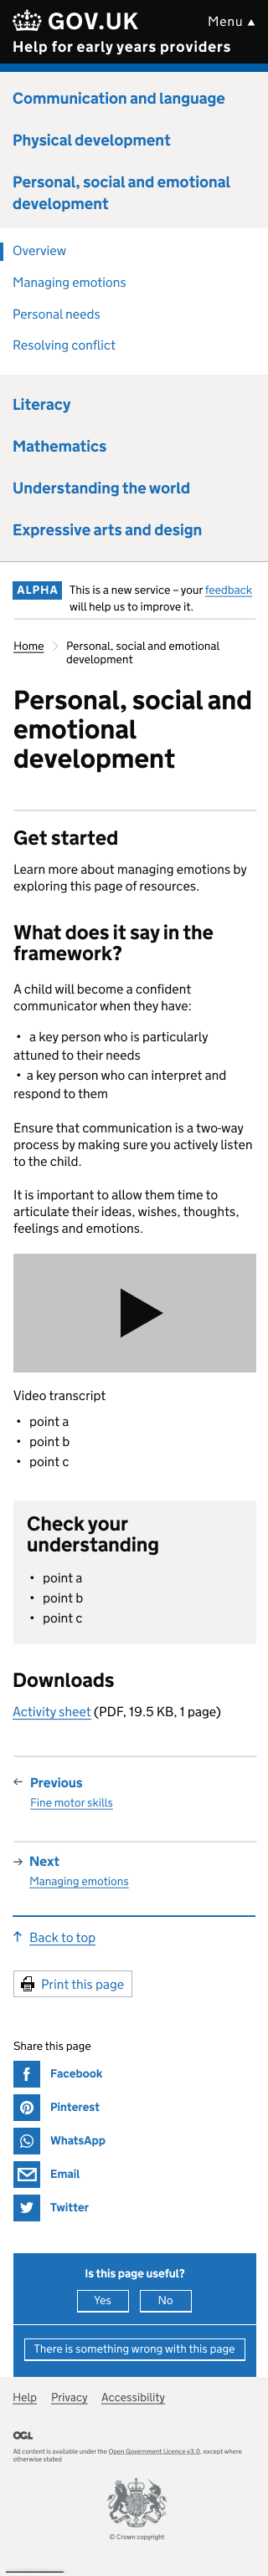 GOV.UK
Menu ▲
Help for early years providers
Communication and language
Physical development
Personal, social and emotional
development
Overview
Managing emotions
Personal needs
Resolving conflict
Literacy
Mathematics
Understanding the world
Expressive arts and design
ALPHA
This is a new service – your feedback
will help us to improve it.
Home
Personal, social and emotional
development
Personal, social and
emotional
development
Get started
Learn more about managing emotions by
exploring this page of resources.
What does it say in the
framework?
A child will become a confident
communicator when they have:
• a key person who is particularly
attuned to their needs
• a key person who can interpret and
respond to them
Ensure that communication is a two-way
process by making sure you actively listen
to the child.
It is important to allow them time to
articulate their ideas, wishes, thoughts,
feelings and emotions.
Video transcript
• point a
• point b
• point c
Check your
understanding
• point a
• point b
• point c
Downloads
Activity sheet (PDF, 19.5 KB, 1 page)
← Previous
Fine motor skills
→ Next
Managing emotions
↑ Back to top
Print this page
Share this page
Facebook
Pinterest
WhatsApp
Email
Twitter
Is this page useful?
Yes
No
There is something wrong with this page
Help
Privacy
Accessibility
OGL
All content is available under the Open Government Licence v3.0, except where
otherwise stated
© Crown copyright